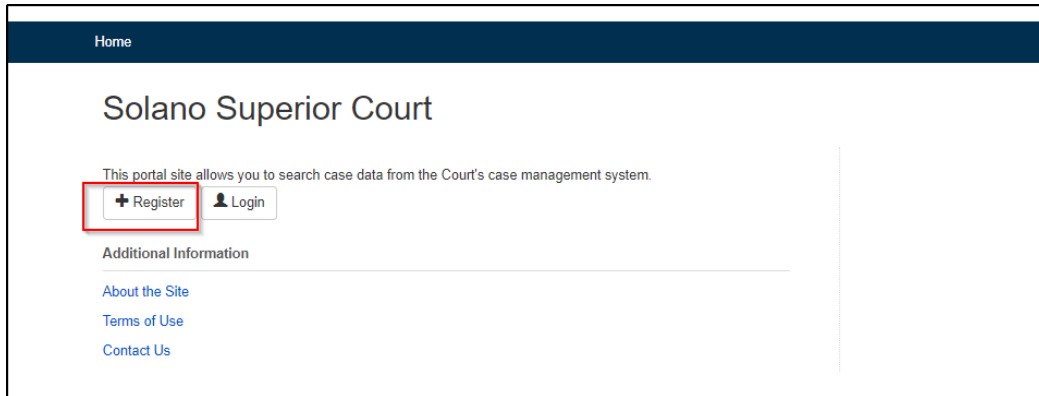 Home
Solano Superior Court
This portal site allows you to search case data from the Court's case management system.
Register Login
Additional Information
About the Site
Terms of Use
Contact Us